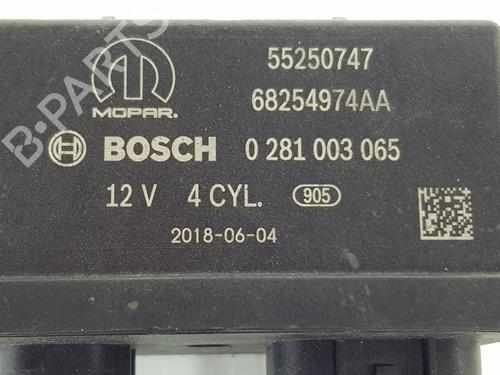 55250747
MOPAR.
68254974AA
BOSCH 0 281 003 065
12 V 4 CYL. 905
2018-06-04
B-PARTS